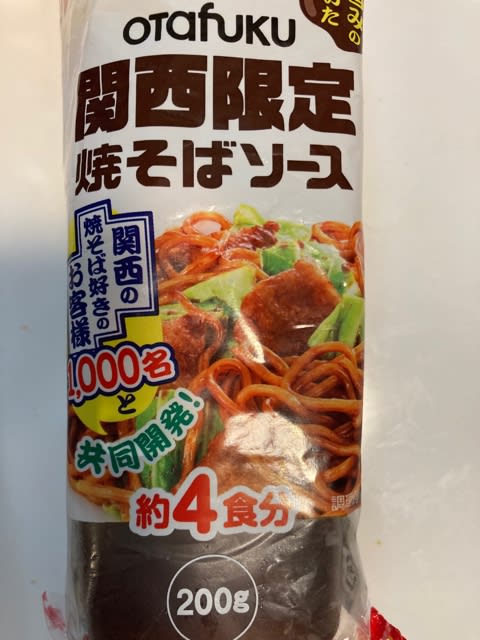 OTafuKU
関西限定
焼そばソース
関西の
焼そば好きの
お客様
1,000名
と
共同開発!
約4食分
200g